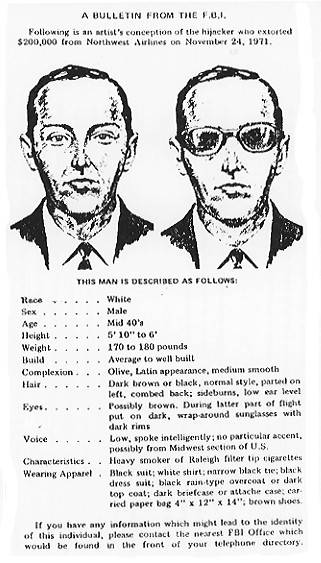 A BULLETIN FROM THE F.B.I.
Following is an artist's conception of the hijacker who extorted
$200,000 from Northwest Airlines on November 24, 1971.
THIS MAN IS DESCRIBED AS FOLLOWS:
Race . . . . . . White
Sex . . . . . . Male
Age . . . . . . Mid 40's
Height . . . . . 5' 10" to 6'
Weight . . . . . 170 to 180 pounds
Build . . . . . Average to well built
Complexion . . . Olive, Latin appearance, medium smooth
Hair . . . . . . Dark brown or black, normal style, parted on
left, combed back; sideburns, low ear level
Eyes . . . . . . Possibly brown. During latter part of flight
put on dark, wrap-around sunglasses with
dark rims
Voice . . . . . Low, spoke intelligently; no particular accent,
possibly from Midwest section of U.S.
Characteristics . . Heavy smoker of Raleigh filter tip cigarettes
Wearing Apparel . Black suit; white shirt; narrow black tie; black
dress suit; black rain-type overcoat or dark
top coat; dark briefcase or attache case; car-
ried paper bag 4" x 12" x 14"; brown shoes.
If you have any information which might lead to the identity
of this individual, please contact the nearest FBI Office which
would be found in the front of your telephone directory.